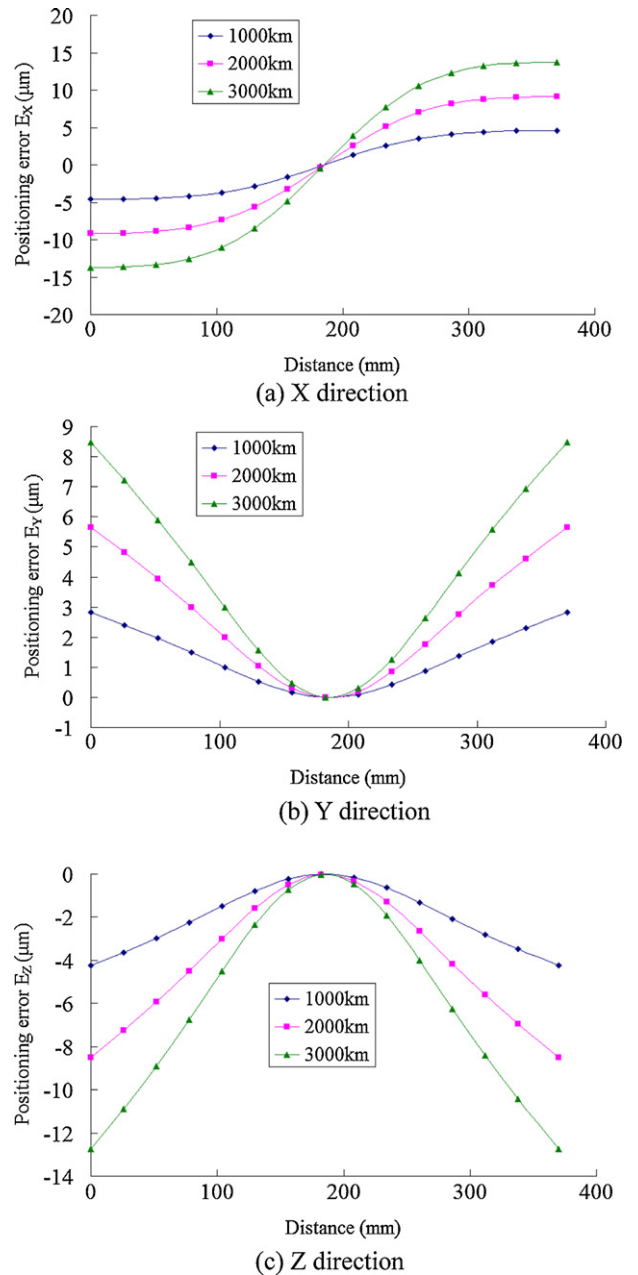 Positioning error EX (μm)
20
15
10
5
0
-5
-10
-15
-20
1000km
2000km
3000km
0 100 200 300 400
Distance (mm)
(a) X direction
Positioning error EY (μm)
9
8
7
6
5
4
3
2
1
0
-1
1000km
2000km
3000km
0 100 200 300 400
Distance (mm)
(b) Y direction
Positioning error EZ (μm)
0
-2
-4
-6
-8
-10
-12
-14
1000km
2000km
3000km
0 100 200 300 400
Distance (mm)
(c) Z direction